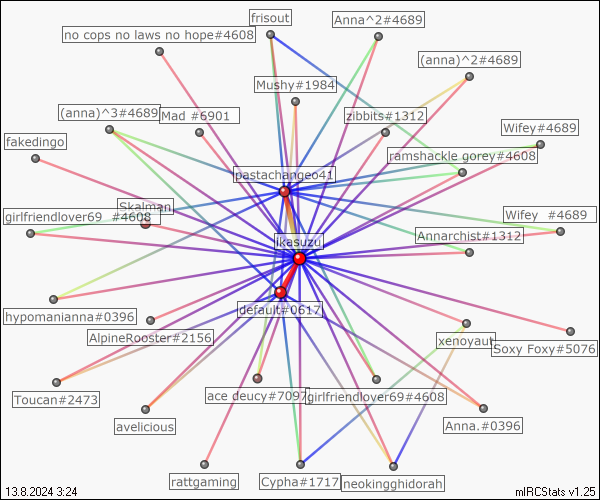 frisout
Anna^2#4689
no cops no laws no hope#4608
(anna)^2#4689
Mushy#1984
(anna)^3#4689
Mad #6901
zibbits#1312
Wifey#4689
fakedingo
ramshackle gorey#4608
pastachangeo41
Skalman
girlfriendlover69 #4608
Wifey #4689
Annarchist#1312
ikasuzu
hypomanianna#0396
default#0617
AlpineRooster#2156
xenoyaut
Soxy Foxy#5076
Toucan#2473
ace deucy#7097
girlfriendlover69#4608
avelicious
Anna.#0396
rattgaming
Cypha#1717
neokingghidorah
13.8.2024 3:24
mIRCStats v1.25